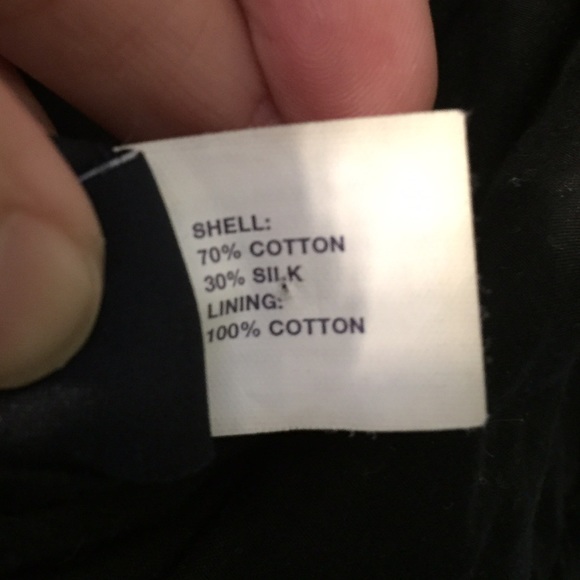 SHELL:
70% COTTON
30% SILK
LINING:
100% COTTON